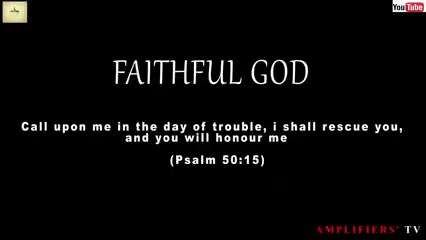 YouTube
FAITHFUL GOD
Call upon me in the day of trouble, i shall rescue you,
and you will honour me
(Psalm 50:15)
AMPLIFIERS' TV